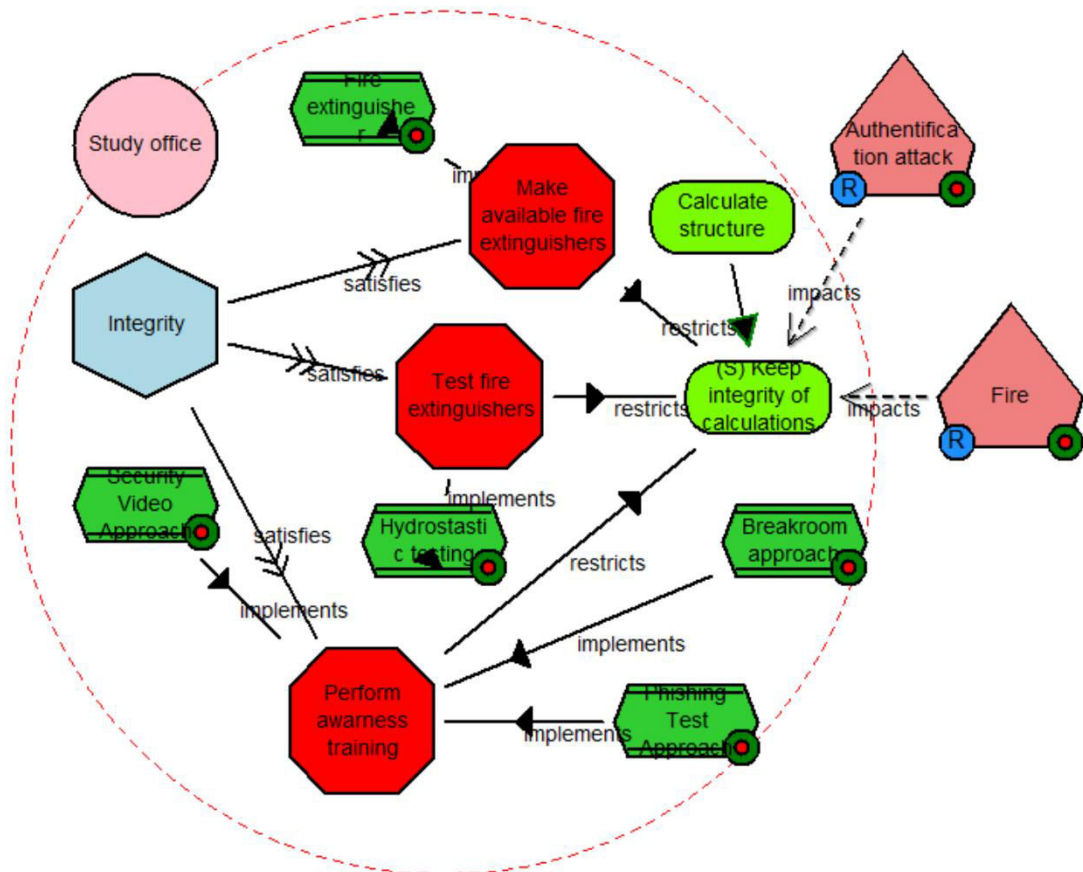 Study office
Fire
extinguishe
r
Authentifica
tion attack
R
Make
available fire
extinguishers
Calculate
structure
satisfies
impacts
restricts
Integrity
satisfies
Test fire
extinguishers
restricts
(S) Keep
integrity of
calculations
impacts
Fire
R
Security
Video
Approach
satisfies
implements
Hydrostasti
c testing
restricts
Breakroom
approach
implements
implements
Perform
awarness
training
implements
Phishing
Test
Approach